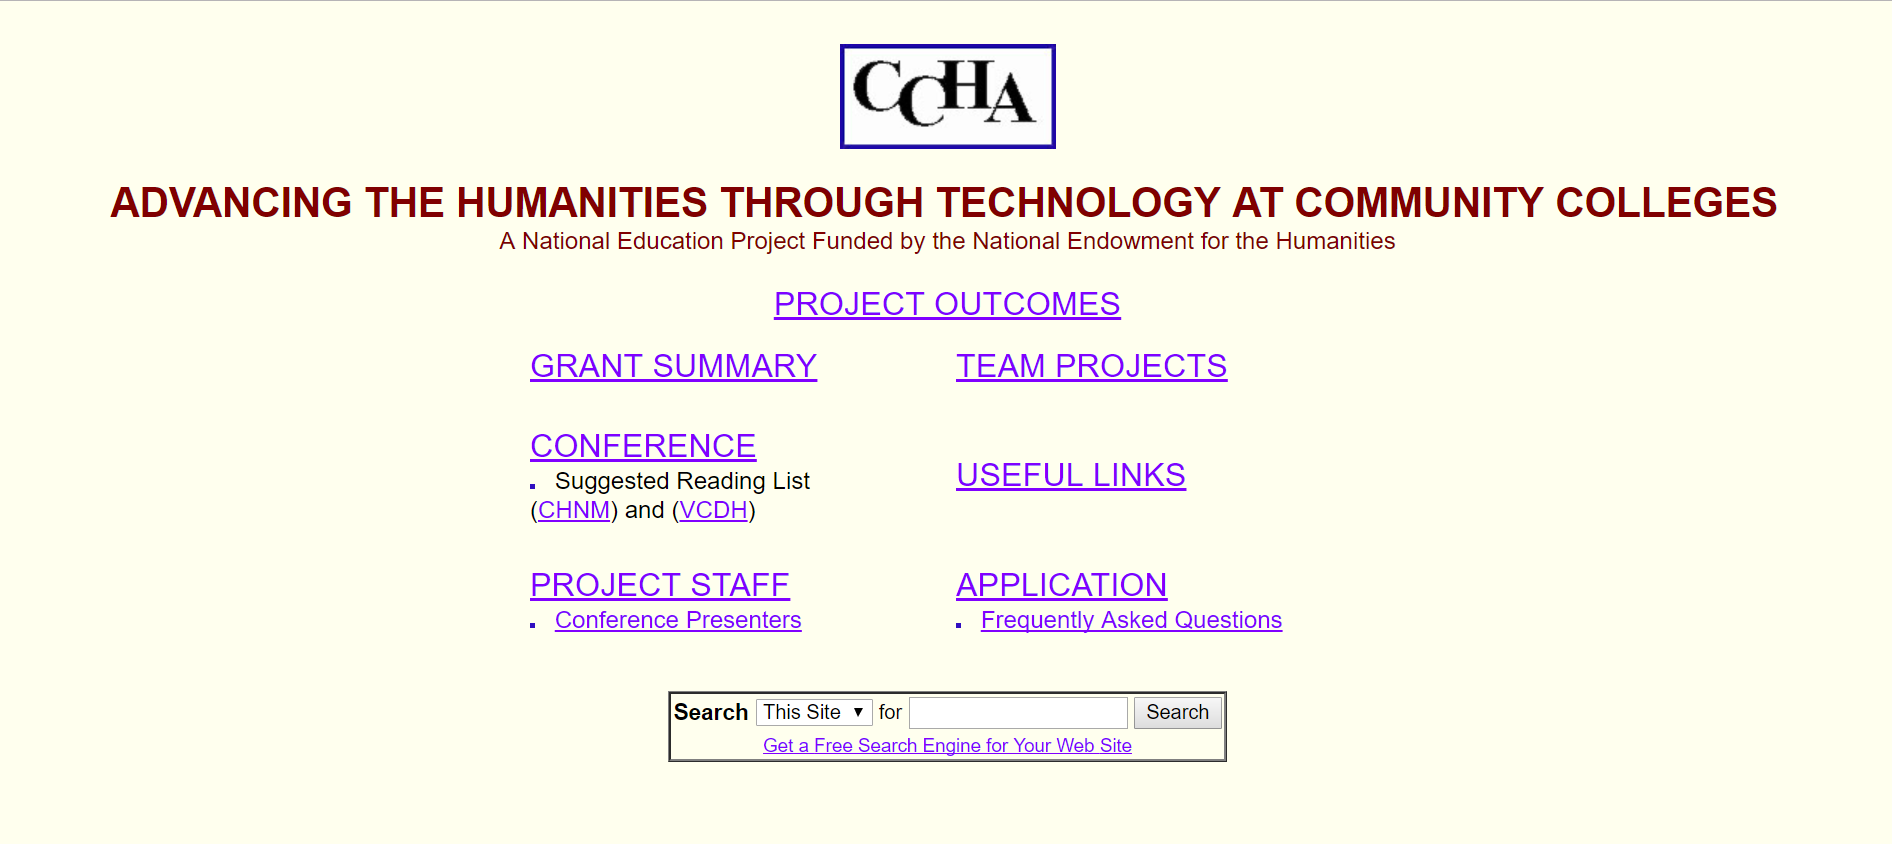 CCHA
ADVANCING THE HUMANITIES THROUGH TECHNOLOGY AT COMMUNITY COLLEGES
A National Education Project Funded by the National Endowment for the Humanities
PROJECT OUTCOMES
GRANT SUMMARY
TEAM PROJECTS
CONFERENCE
Suggested Reading List
(CHNM) and (VCDH)
USEFUL LINKS
PROJECT STAFF
Conference Presenters
APPLICATION
Frequently Asked Questions
Search This Site for Search
Get a Free Search Engine for Your Web Site